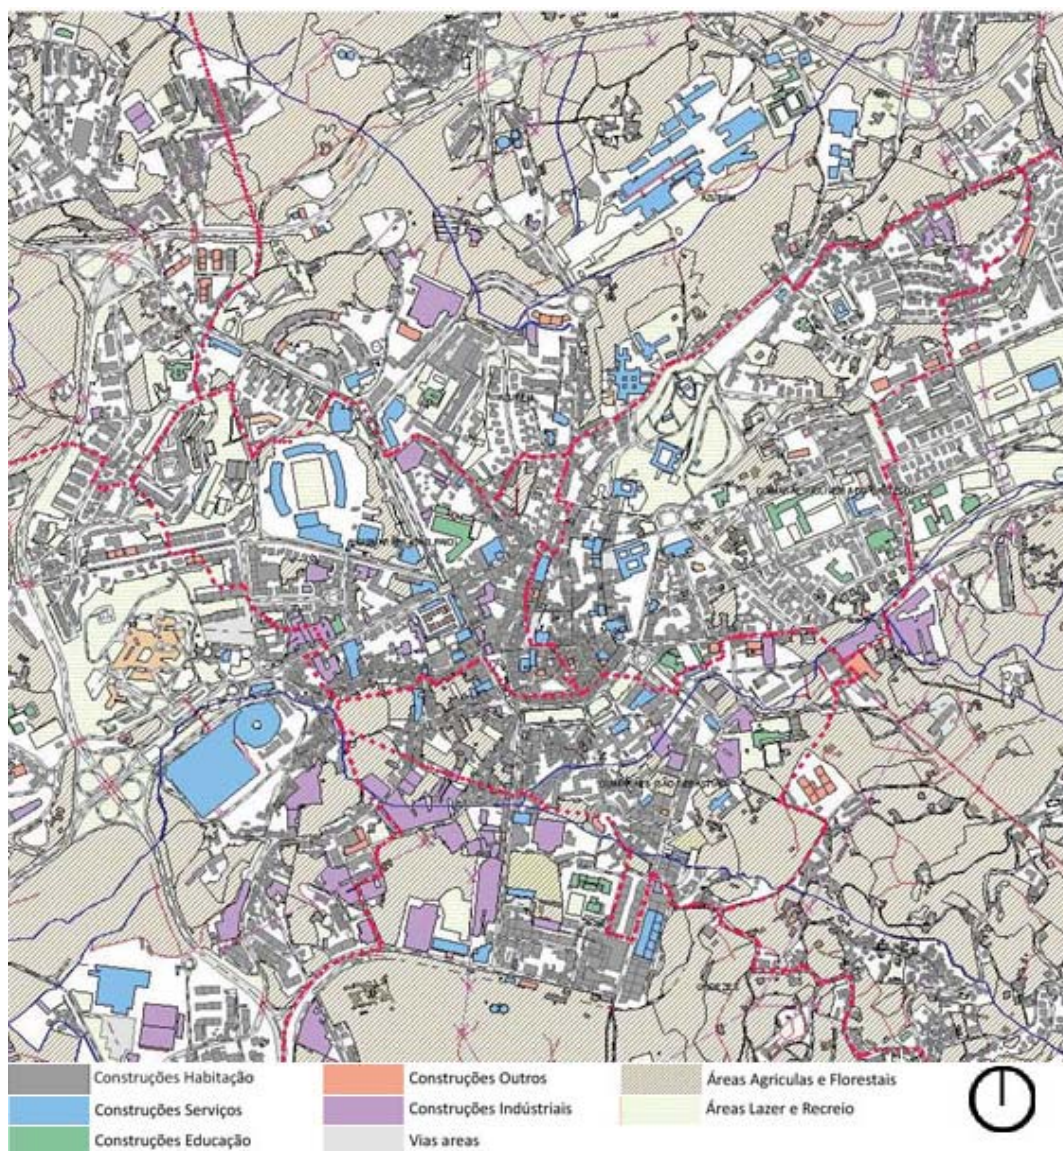 Construções Habitação
Construções Serviços
Construções Educação
Construções Outros
Construções Indústriais
Vias areas
Áreas Agriculas e Florestais
Áreas Lazer e Recreio